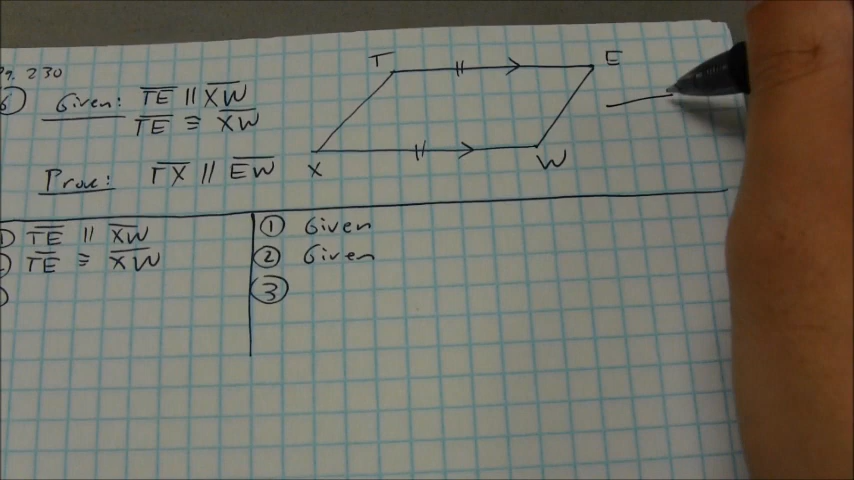 Pg. 230
6 Given: TE || XW
TE ≅ XW
Prove: TX || EW
T
E
X
W
1 TE || XW
① Given
TE ≅ XW
② Given
③